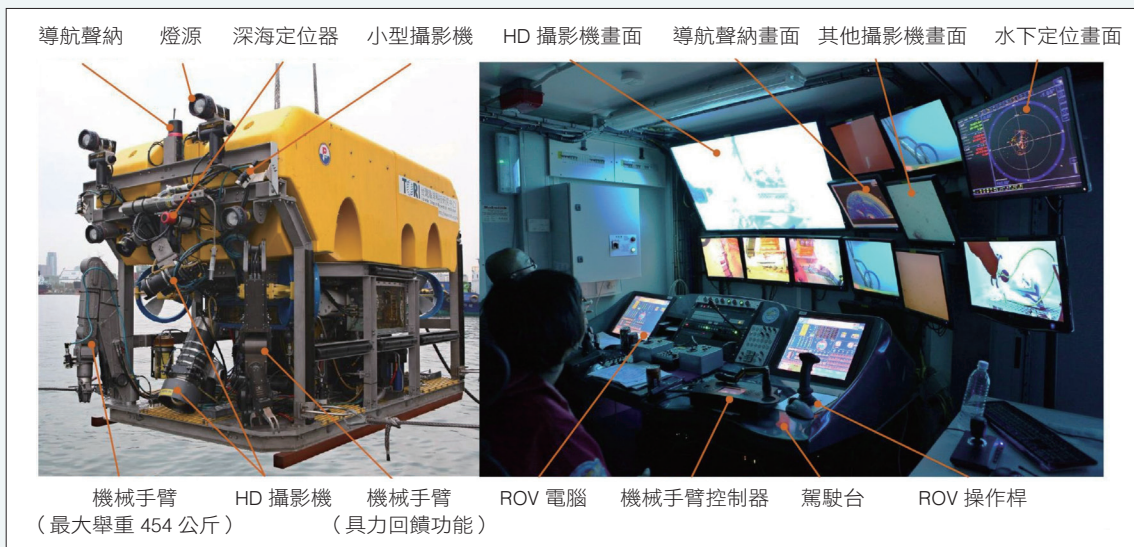 導航聲納 燈源 深海定位器 小型攝影機 HD 攝影機畫面 導航聲納畫面 其他攝影機畫面 水下定位畫面
機械手臂 HD 攝影機 機械手臂 ROV 電腦 機械手臂控制器 駕駛台 ROV 操作桿
（最大舉重 454 公斤） （具力回饋功能）